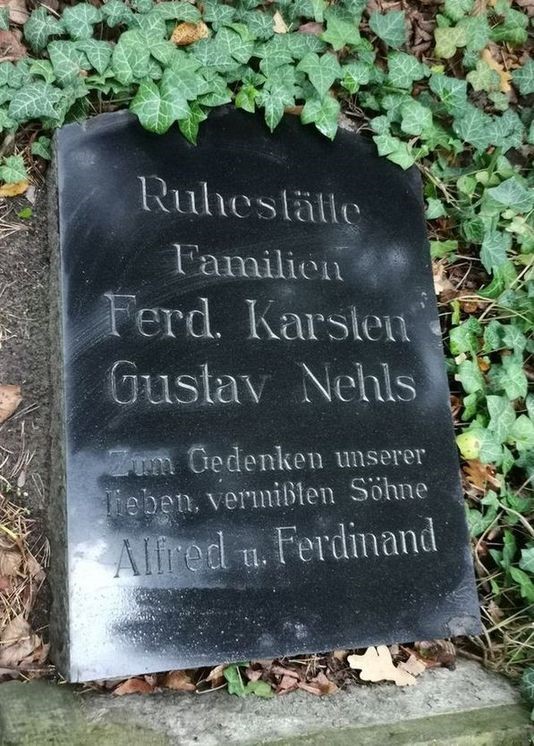 Ruhestätte
Familien
Ferd. Karsten
Gustav Nehls
Zum Gedenken unserer
lieben, vermißten Söhne
Alfred u. Ferdinand